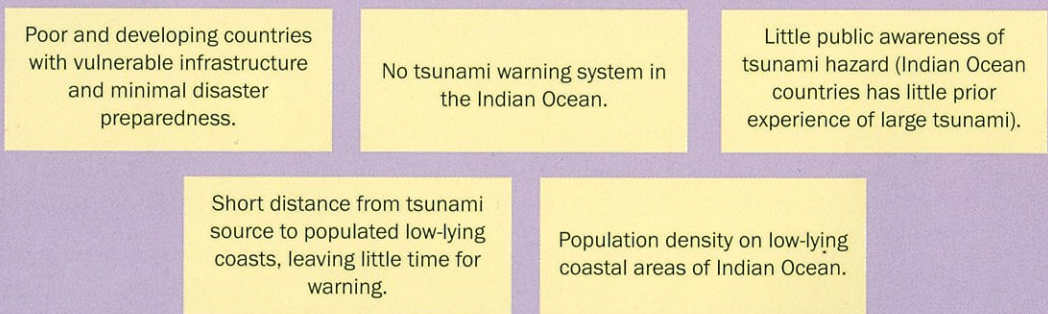 Poor and developing countries
with vulnerable infrastructure
and minimal disaster
preparedness.
No tsunami warning system in
the Indian Ocean.
Little public awareness of
tsunami hazard (Indian Ocean
countries has little prior
experience of large tsunami).
Short distance from tsunami
source to populated low-lying
coasts, leaving little time for
warning.
Population density on low-lying
coastal areas of Indian Ocean.